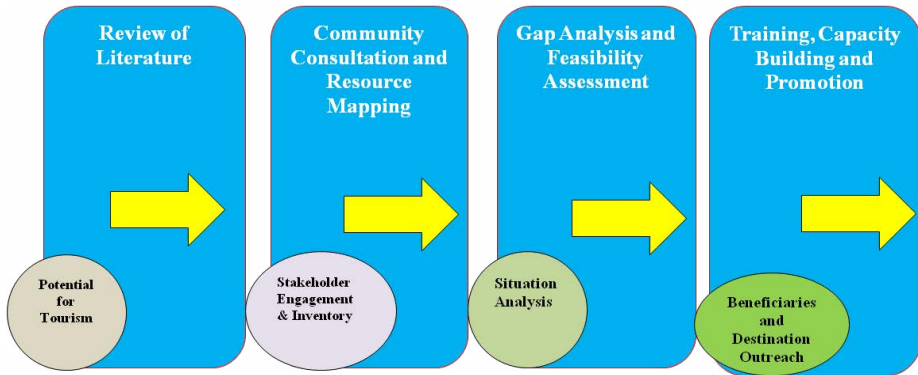 Review of
Literature
Community
Consultation and
Resource
Mapping
Gap Analysis and
Feasibility
Assessment
Training, Capacity
Building and
Promotion
Potential
for
Tourism
Stakeholder
Engagement
& Inventory
Situation
Analysis
Beneficiaries
and
Destination
Outreach